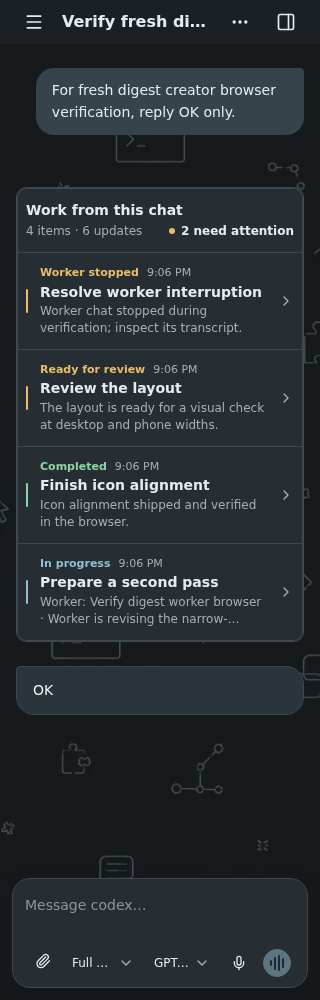 Verify fresh di…
For fresh digest creator browser
verification, reply OK only.
Work from this chat
4 items · 6 updates 2 need attention
Worker stopped 9:06 PM
Resolve worker interruption
Worker chat stopped during
verification; inspect its transcript.
Ready for review 9:06 PM
Review the layout
The layout is ready for a visual check
at desktop and phone widths.
Completed 9:06 PM
Finish icon alignment
Icon alignment shipped and verified
in the browser.
In progress 9:06 PM
Prepare a second pass
Worker: Verify digest worker browser
· Worker is revising the narrow-…
OK
Message codex…
Full … GPT…